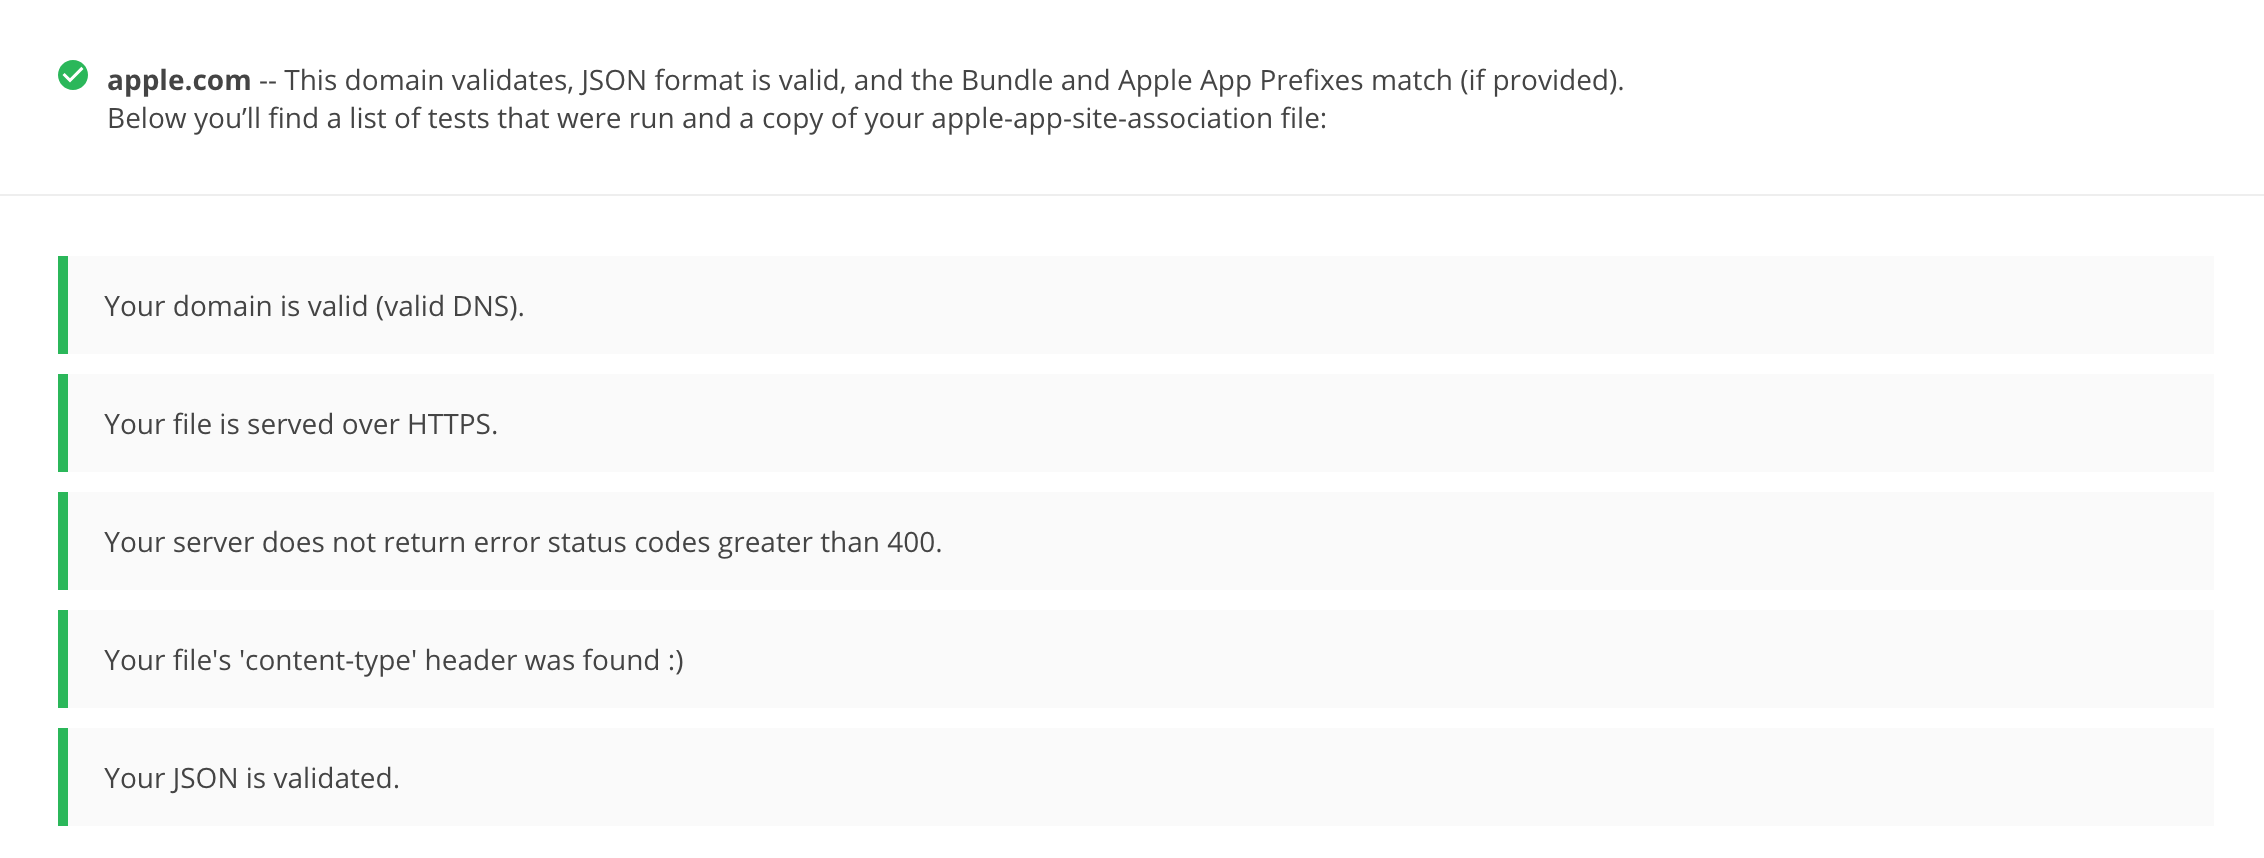 apple.com -- This domain validates, JSON format is valid, and the Bundle and Apple App Prefixes match (if provided).
Below you’ll find a list of tests that were run and a copy of your apple-app-site-association file:
Your domain is valid (valid DNS).
Your file is served over HTTPS.
Your server does not return error status codes greater than 400.
Your file's 'content-type' header was found :)
Your JSON is validated.